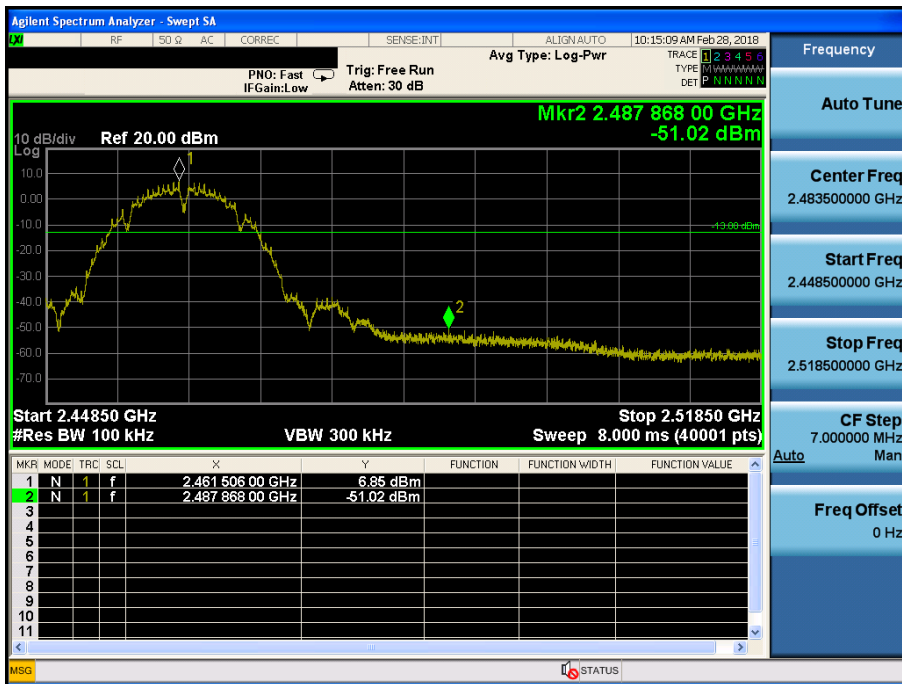 Agilent Spectrum Analyzer - Swept SA
LXI RF 50 Ω AC CORREC SENSE:INT ALIGN AUTO 10:15:09 AM Feb 28, 2018
Avg Type: Log-Pwr
TRACE 1 2 3 4 5 6
PNO: Fast Trig: Free Run TYPE M WWWWW
IFGain:Low Atten: 30 dB DET P N N N N N
Mkr2 2.487 868 00 GHz
-51.02 dBm
10 dB/div Ref 20.00 dBm
Log
1
10.0
0.00
-10.0
-13.00 dBm
-20.0
-30.0
-40.0
2
-50.0
-60.0
-70.0
Start 2.44850 GHz Stop 2.51850 GHz
#Res BW 100 kHz VBW 300 kHz Sweep 8.000 ms (40001 pts)
MKR MODE TRC SCL X Y FUNCTION FUNCTION WIDTH FUNCTION VALUE
1 N 1 f 2.461 506 00 GHz 6.85 dBm
2 N 1 f 2.487 868 00 GHz -51.02 dBm
3
4
5
6
7
8
9
10
11
MSG STATUS
Frequency
Auto Tune
Center Freq
2.483500000 GHz
Start Freq
2.448500000 GHz
Stop Freq
2.518500000 GHz
CF Step
7.000000 MHz
Auto Man
Freq Offset
0 Hz